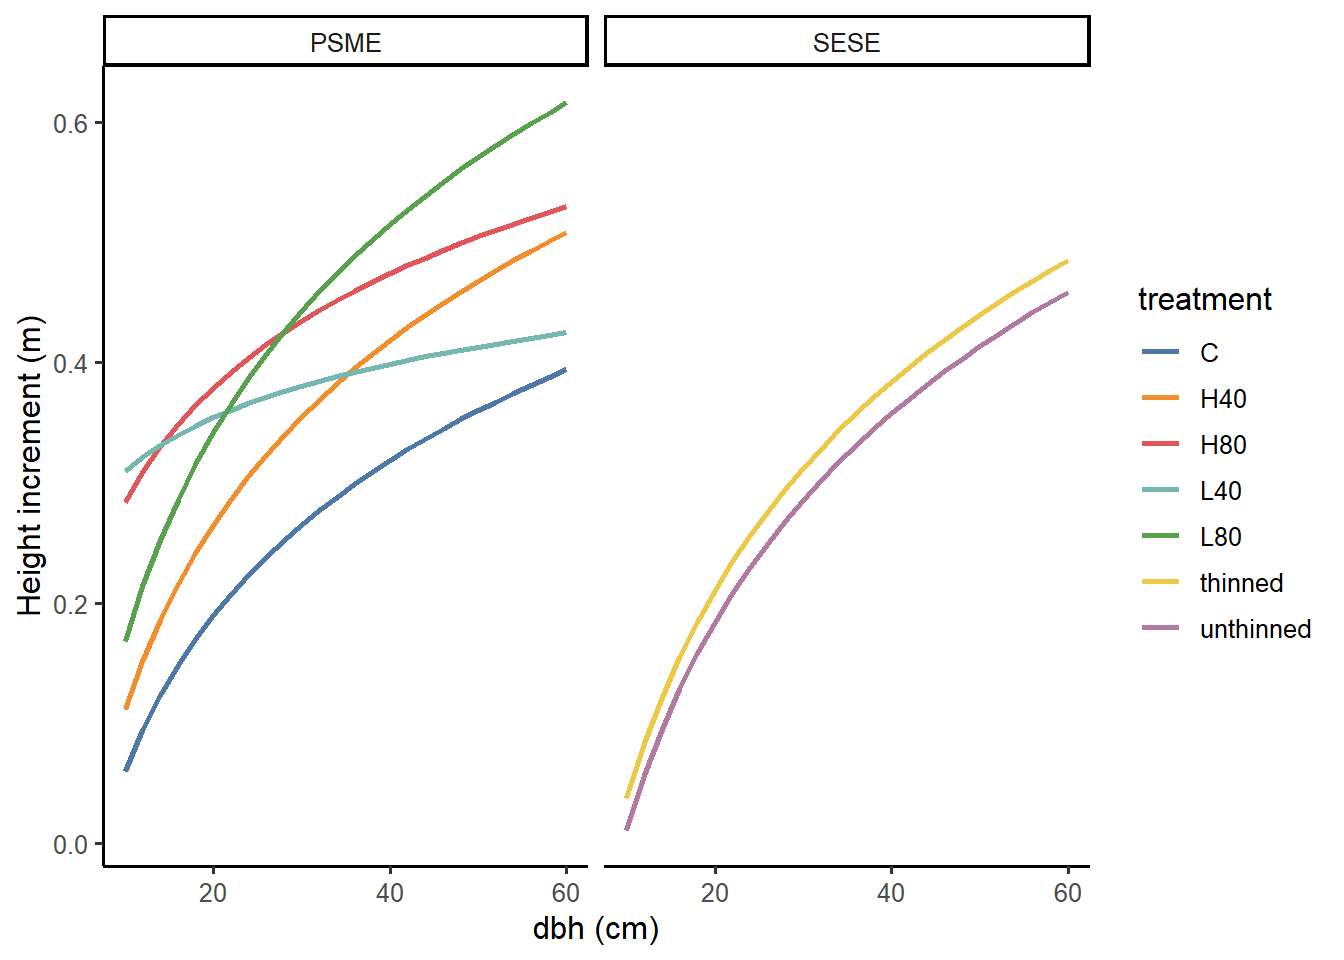 PSME
SESE
Height increment (m)
0.6
0.4
0.2
0.0
20
40
60
20
40
60
dbh (cm)
treatment
C
H40
H80
L40
L80
thinned
unthinned